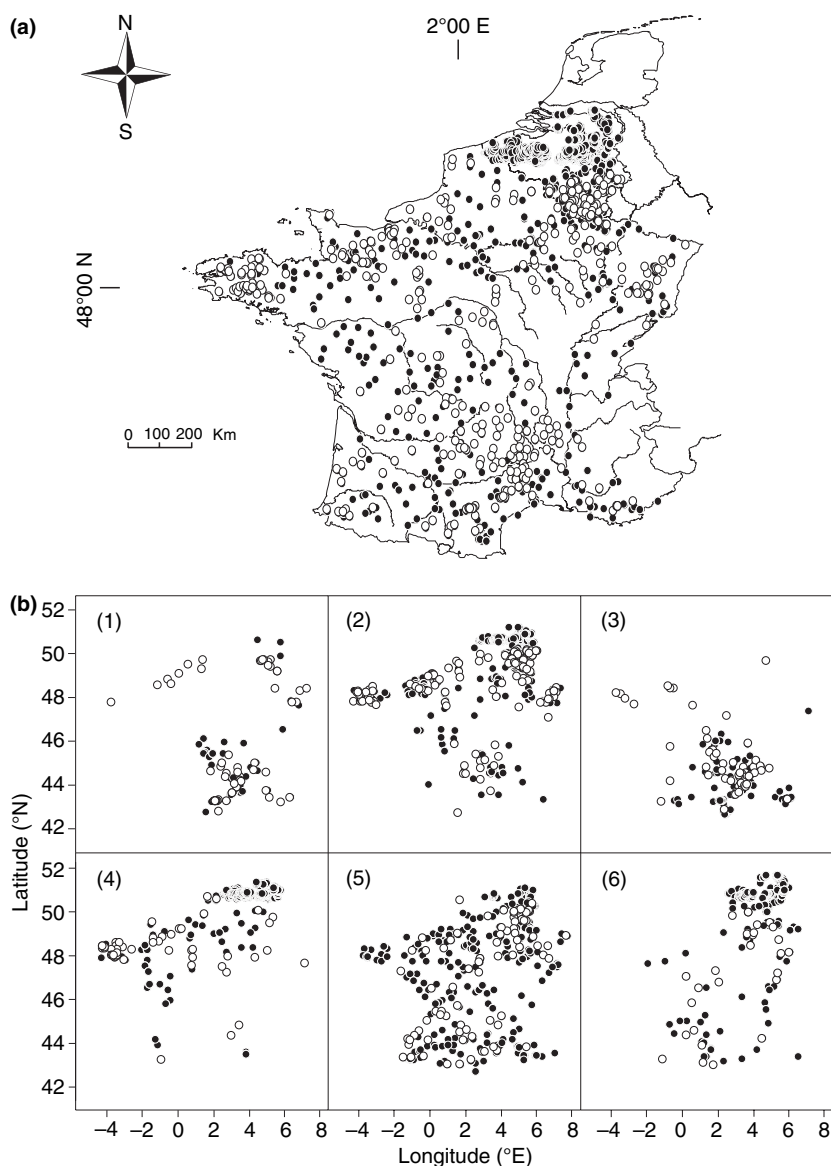 (a)
N
S
2°00 E
48°00 N
0 100 200 Km
(b)
(1)
(2)
(3)
(4)
(5)
(6)
52
50
48
46
44
42
52
50
48
46
44
42
Latitude (°N)
–4 –2 0 2 4 6 8 –4 –2 0 2 4 6 8 –4 –2 0 2 4 6 8
Longitude (°E)